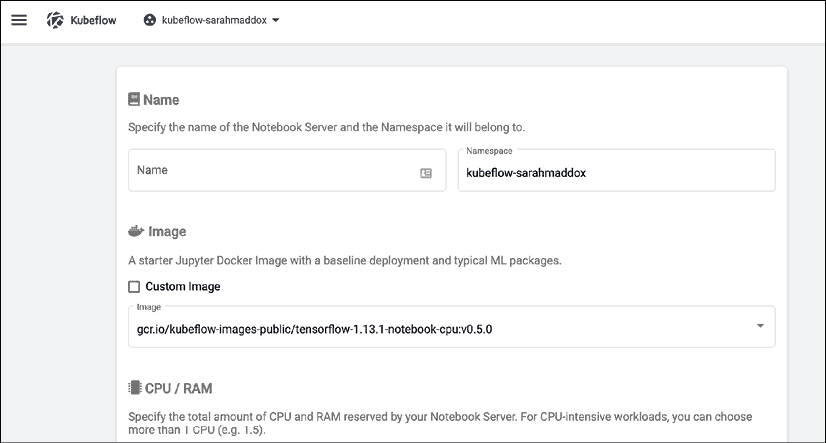 Kubeflow
kubeflow-sarahmaddox
Name
Specify the name of the Notebook Server and the Namespace it will belong to.
Name
Namespace
kubeflow-sarahmaddox
Image
A starter Jupyter Docker Image with a baseline deployment and typical ML packages.
Custom Image
Image
gcr.io/kubeflow-images-public/tensorflow-1.13.1-notebook-cpu:v0.5.0
CPU / RAM
Specify the total amount of CPU and RAM reserved by your Notebook Server. For CPU-intensive workloads, you can choose
more than 1 CPU (e.g. 1.5).